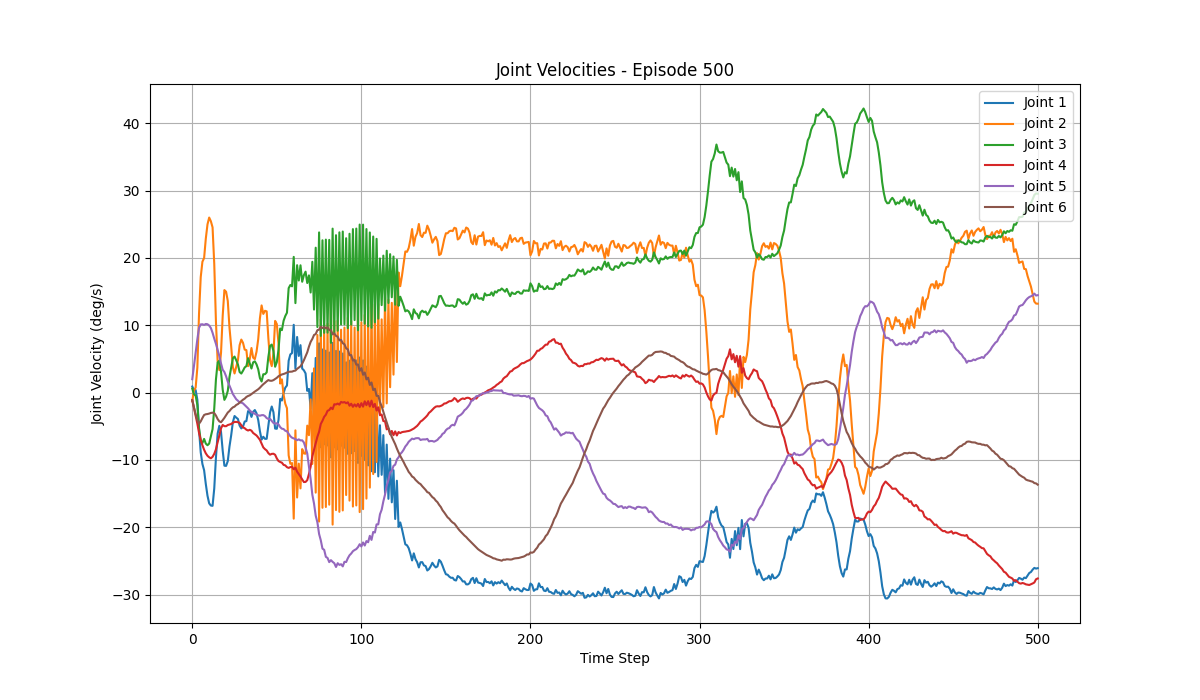 Joint Velocities - Episode 500
Joint Velocity (deg/s)
40
30
20
10
0
−10
−20
−30
0
100
200
300
400
500
Time Step
Joint 1
Joint 2
Joint 3
Joint 4
Joint 5
Joint 6